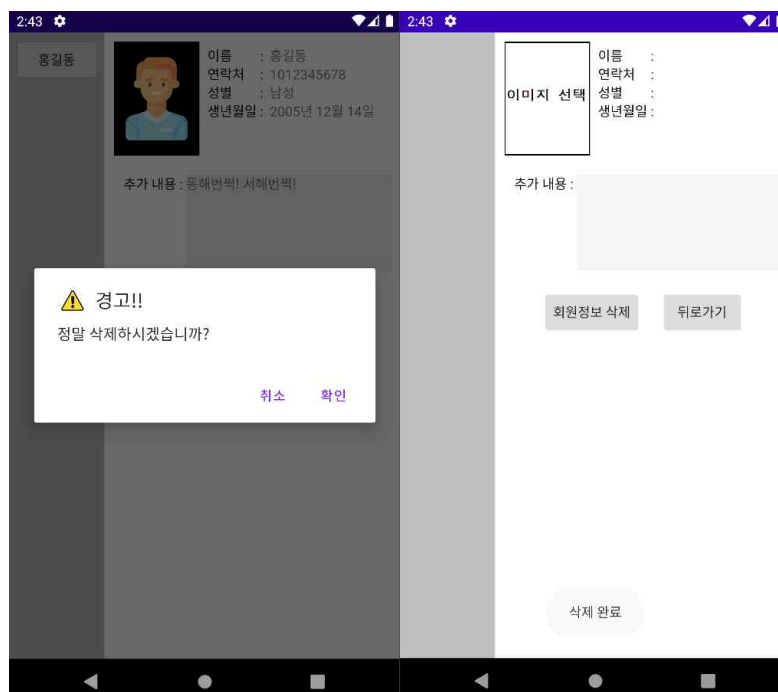 2:43
홍길동
이름 : 홍길동
연락처 : 1012345678
성별 : 남성
생년월일 : 2005년 12월 14일
추가 내용 : 동해번쩍! 서해번쩍!
경고!!
정말 삭제하시겠습니까?
취소 확인
2:43
이미지 선택
이름 :
연락처 :
성별 :
생년월일 :
추가 내용 :
회원정보 삭제 뒤로가기
삭제 완료